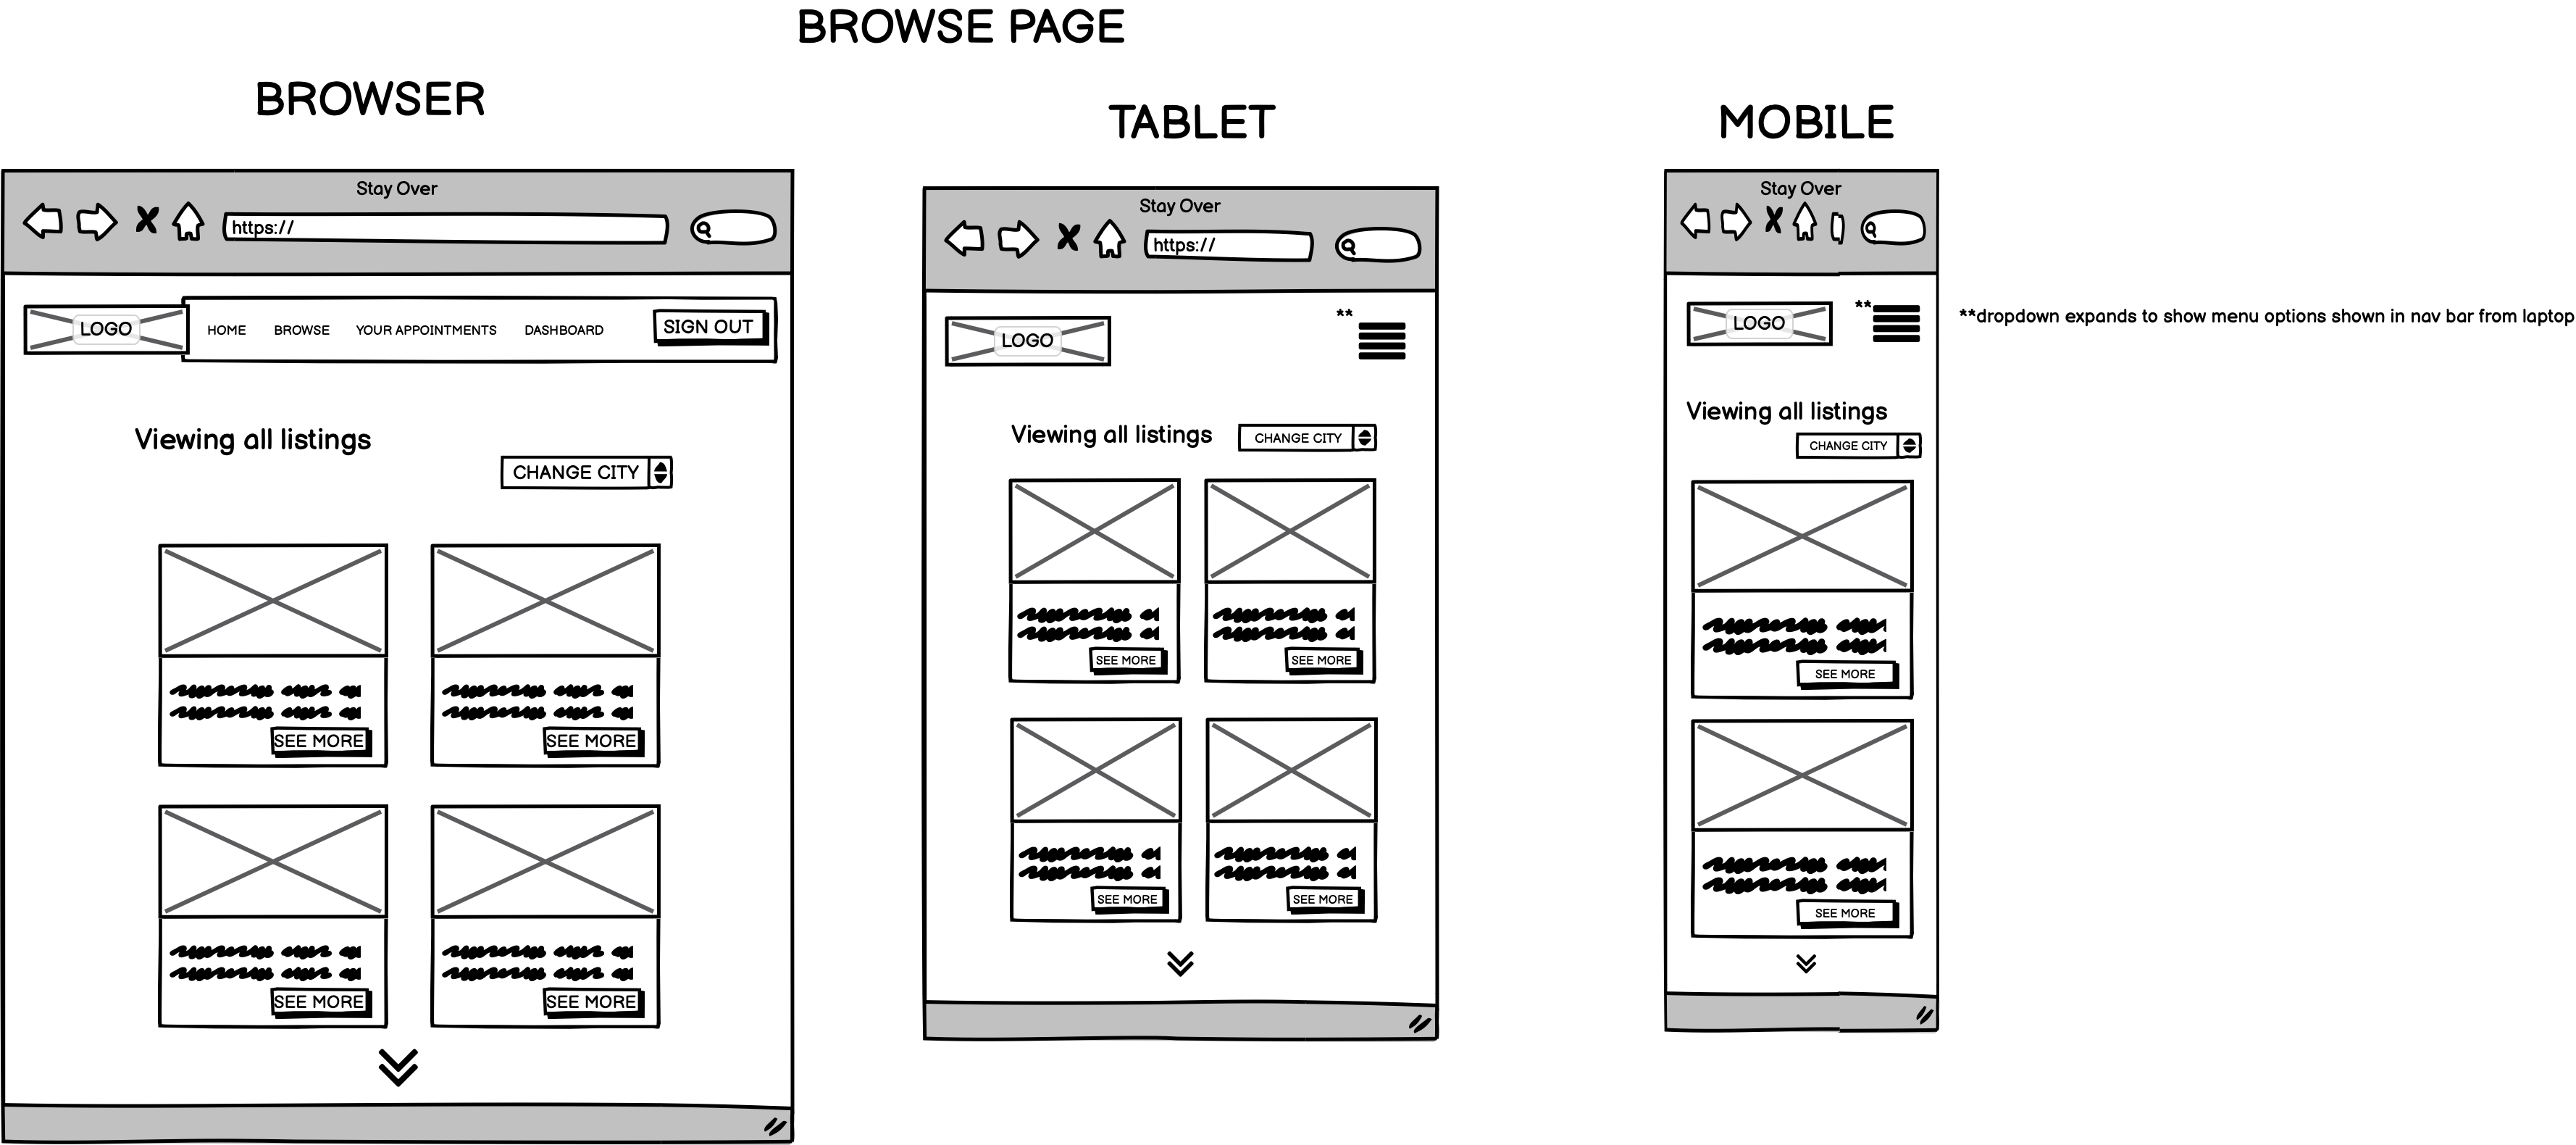 BROWSE PAGE
BROWSER
Stay Over
https://
LOGO
HOME BROWSE YOUR APPOINTMENTS DASHBOARD SIGN OUT
Viewing all listings
CHANGE CITY
SEE MORE SEE MORE
SEE MORE SEE MORE
TABLET
Stay Over
https://
LOGO
**
Viewing all listings CHANGE CITY
SEE MORE SEE MORE
SEE MORE SEE MORE
MOBILE
Stay Over
LOGO
**
**dropdown expands to show menu options shown in nav bar from laptop
Viewing all listings
CHANGE CITY
SEE MORE
SEE MORE